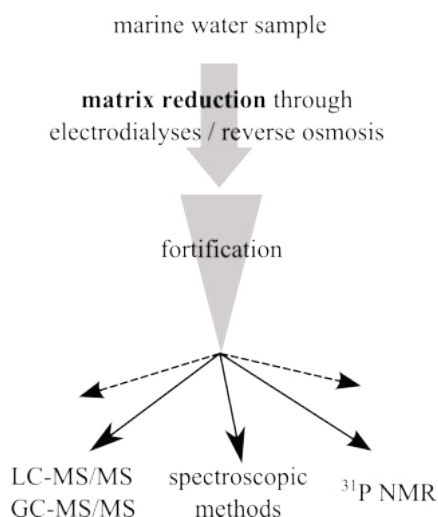 marine water sample
matrix reduction through
electrodialyses / reverse osmosis
fortification
LC-MS/MS
GC-MS/MS
spectroscopic
methods
³¹P NMR